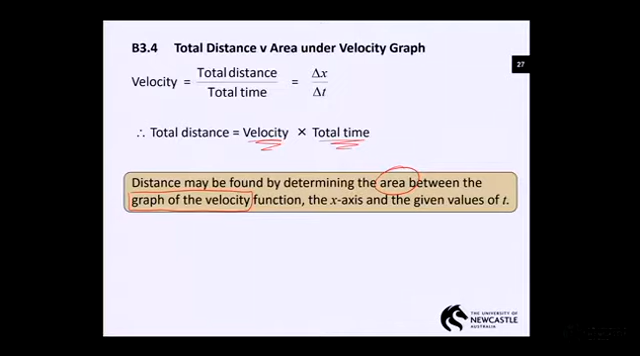 B3.4 Total Distance v Area under Velocity Graph
27
Velocity = Total distance / Total time = Δx / Δt
∴ Total distance = Velocity × Total time
Distance may be found by determining the area between the
graph of the velocity function, the x-axis and the given values of t.
THE UNIVERSITY OF
NEWCASTLE
AUSTRALIA